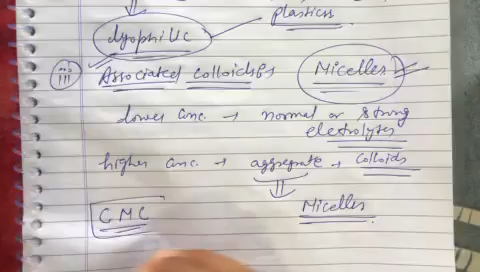 plastics
lyophilic
(iii) Associated colloids Micelles
lower conc. → normal or strong
electrolytes
higher conc. → aggregate → colloids
Micelles
CMC